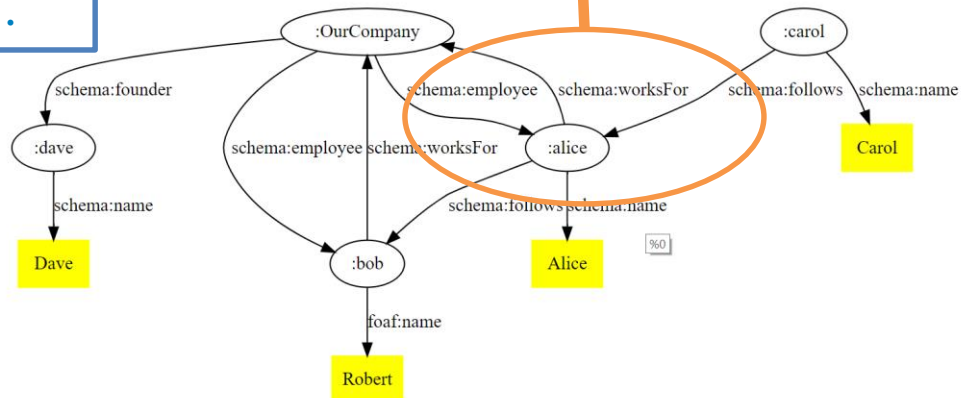 .
:OurCompany
:carol
schema:founder
schema:employee
schema:worksFor
schema:follows
schema:name
:dave
schema:employee
schema:worksFor
:alice
Carol
schema:name
schema:follows
schema:name
Dave
:bob
Alice
%0
foaf:name
Robert